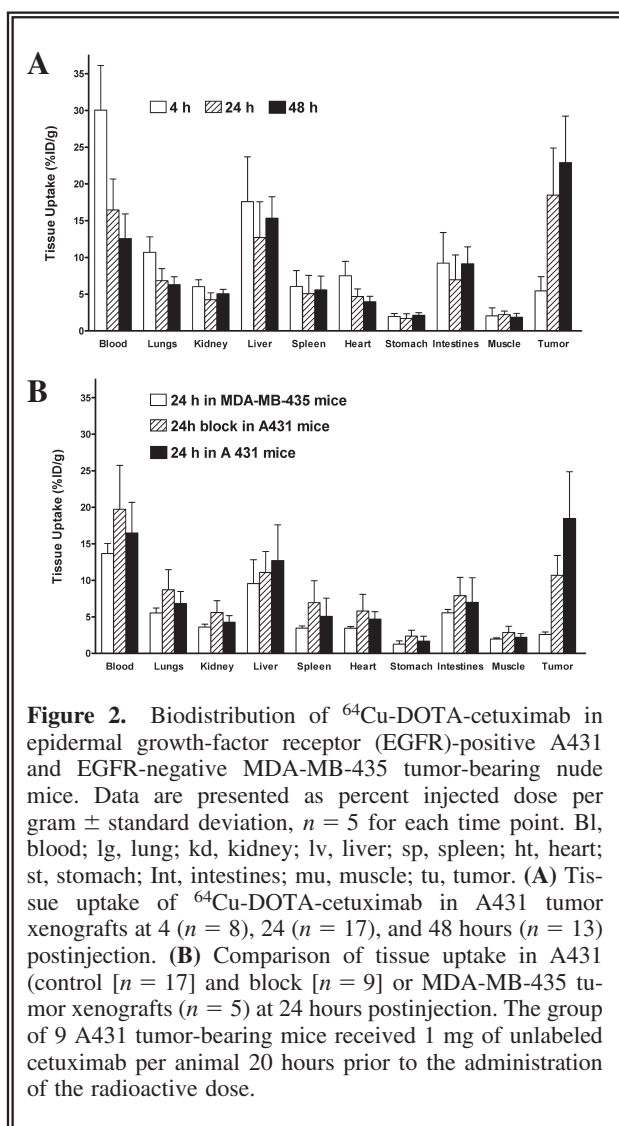 A
Tissue Uptake (%ID/g)
35
30
25
20
15
10
5
0
4 h 24 h 48 h
Blood Lungs Kidney Liver Spleen Heart Stomach Intestines Muscle Tumor
B
Tissue Uptake (%ID/g)
35
30
25
20
15
10
5
0
24 h in MDA-MB-435 mice
24h block in A431 mice
24 h in A 431 mice
Blood Lungs Kidney Liver Spleen Heart Stomach Intestines Muscle Tumor
Figure 2. Biodistribution of ⁶⁴Cu-DOTA-cetuximab in
epidermal growth-factor receptor (EGFR)-positive A431
and EGFR-negative MDA-MB-435 tumor-bearing nude
mice. Data are presented as percent injected dose per
gram ± standard deviation, n = 5 for each time point. Bl,
blood; lg, lung; kd, kidney; lv, liver; sp, spleen; ht, heart;
st, stomach; Int, intestines; mu, muscle; tu, tumor. (A) Tis-
sue uptake of ⁶⁴Cu-DOTA-cetuximab in A431 tumor
xenografts at 4 (n = 8), 24 (n = 17), and 48 hours (n = 13)
postinjection. (B) Comparison of tissue uptake in A431
(control [n = 17] and block [n = 9] or MDA-MB-435 tu-
mor xenografts (n = 5) at 24 hours postinjection. The group
of 9 A431 tumor-bearing mice received 1 mg of unlabeled
cetuximab per animal 20 hours prior to the administration
of the radioactive dose.